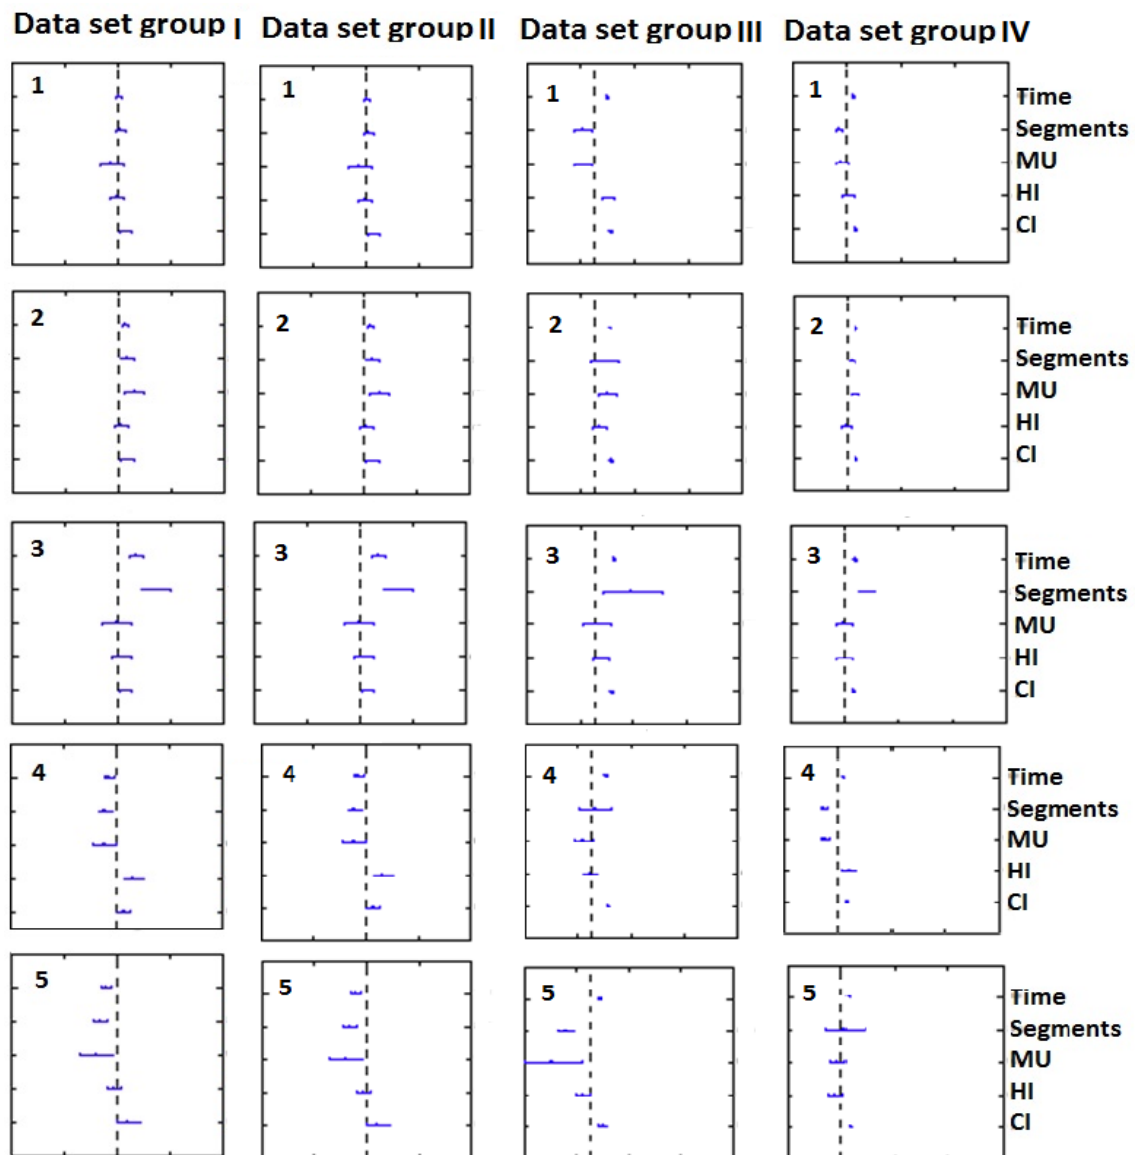 Data set group I Data set group II Data set group III Data set group IV
1 1 1 1 Time
Segments
MU
HI
CI
2 2 2 2 Time
Segments
MU
HI
CI
3 3 3 3 Time
Segments
MU
HI
CI
4 4 4 4 Time
Segments
MU
HI
CI
5 5 5 5 Time
Segments
MU
HI
CI